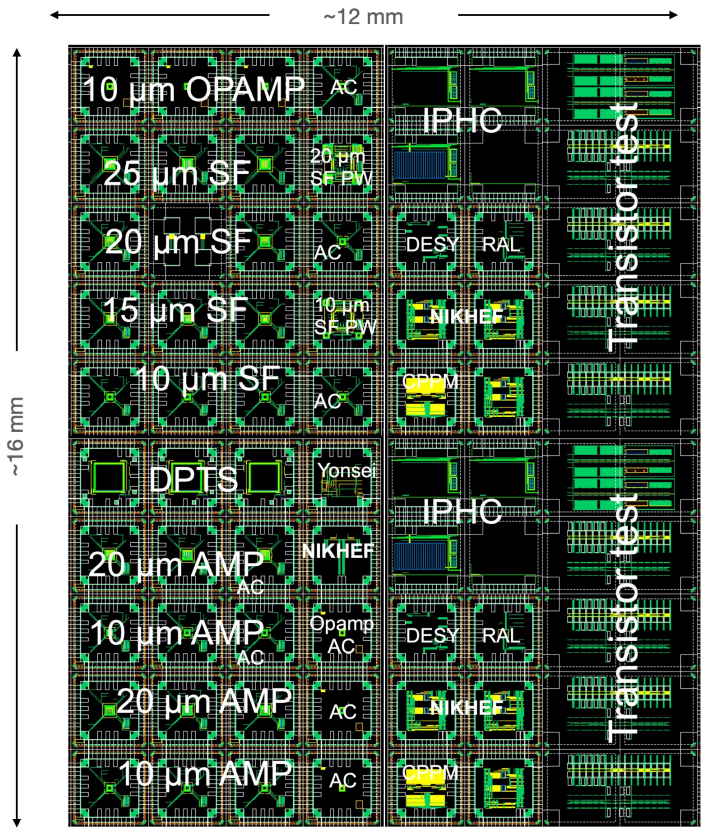 ~12 mm
~16 mm
10 µm OPAMP
AC
IPHC
Transistor test
25 µm SF
20 µm
SF PW
20 µm SF
AC
DESY
RAL
15 µm SF
10 µm
SF PW
NIKHEF
10 µm SF
AC
CPPM
DPTS
Yonsei
IPHC
Transistor test
20 µm AMP
AC
NIKHEF
10 µm AMP
AC
Opamp
AC
DESY
RAL
20 µm AMP
AC
NIKHEF
10 µm AMP
AC
CPPM